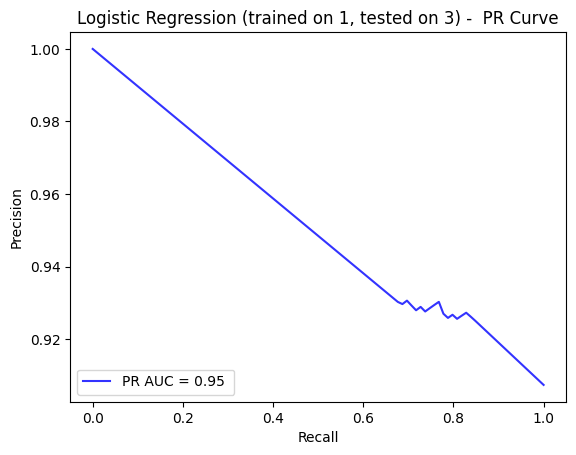 Logistic Regression (trained on 1, tested on 3) -  PR Curve
1.00
0.98
0.96
0.94
0.92
Precision
PR AUC = 0.95
0.0 0.2 0.4 0.6 0.8 1.0
Recall